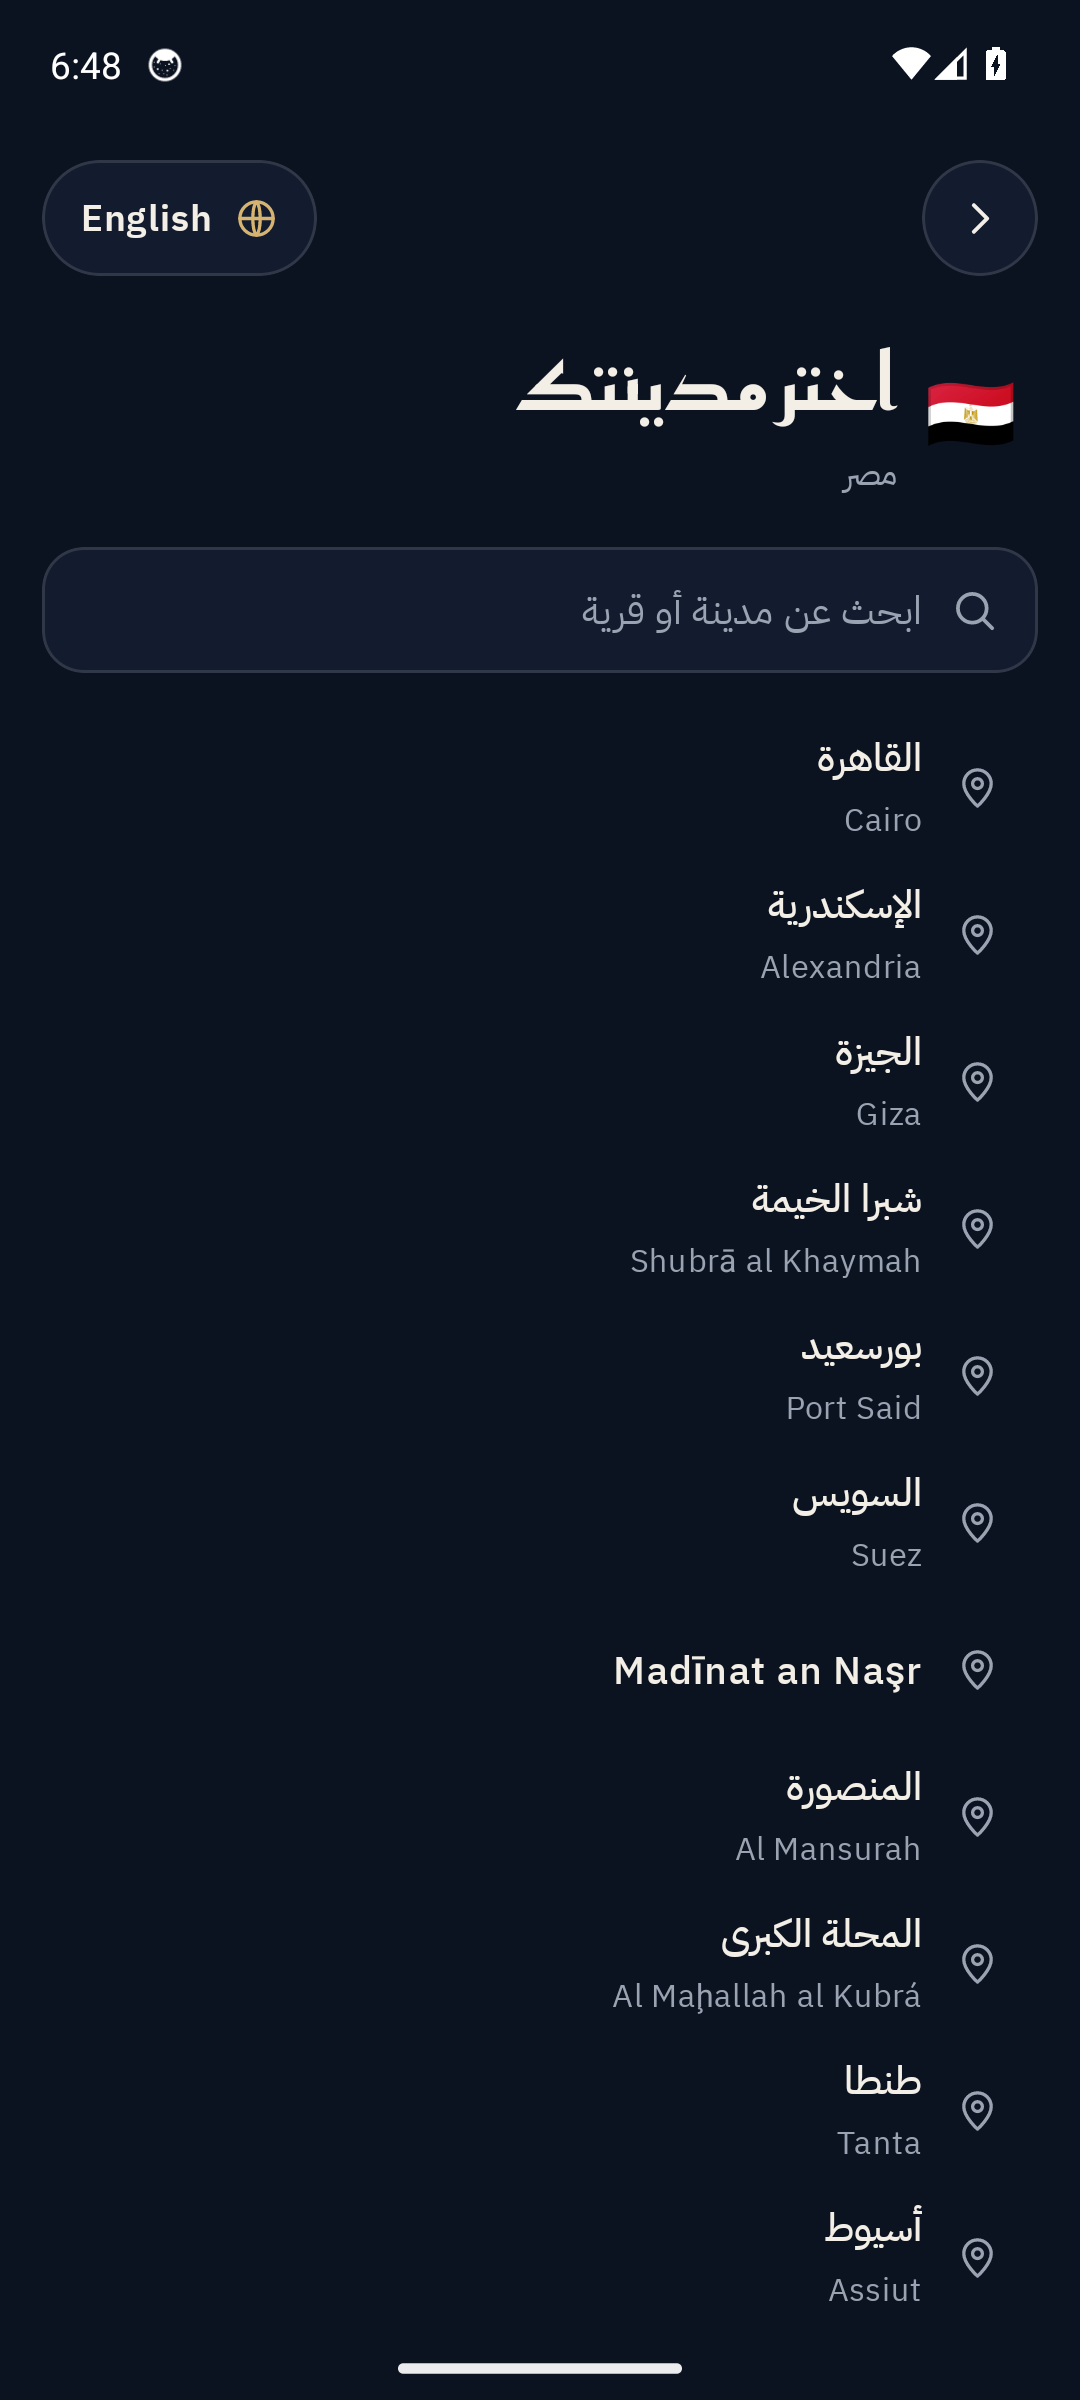 6:48
English
اختر مدينتك
مصر
ابحث عن مدينة أو قرية
القاهرة
Cairo
الإسكندرية
Alexandria
الجيزة
Giza
شبرا الخيمة
Shubrā al Khaymah
بورسعيد
Port Said
السويس
Suez
Madīnat an Naşr
المنصورة
Al Mansurah
المحلة الكبرى
Al Maḩallah al Kubrá
طنطا
Tanta
أسيوط
Assiut